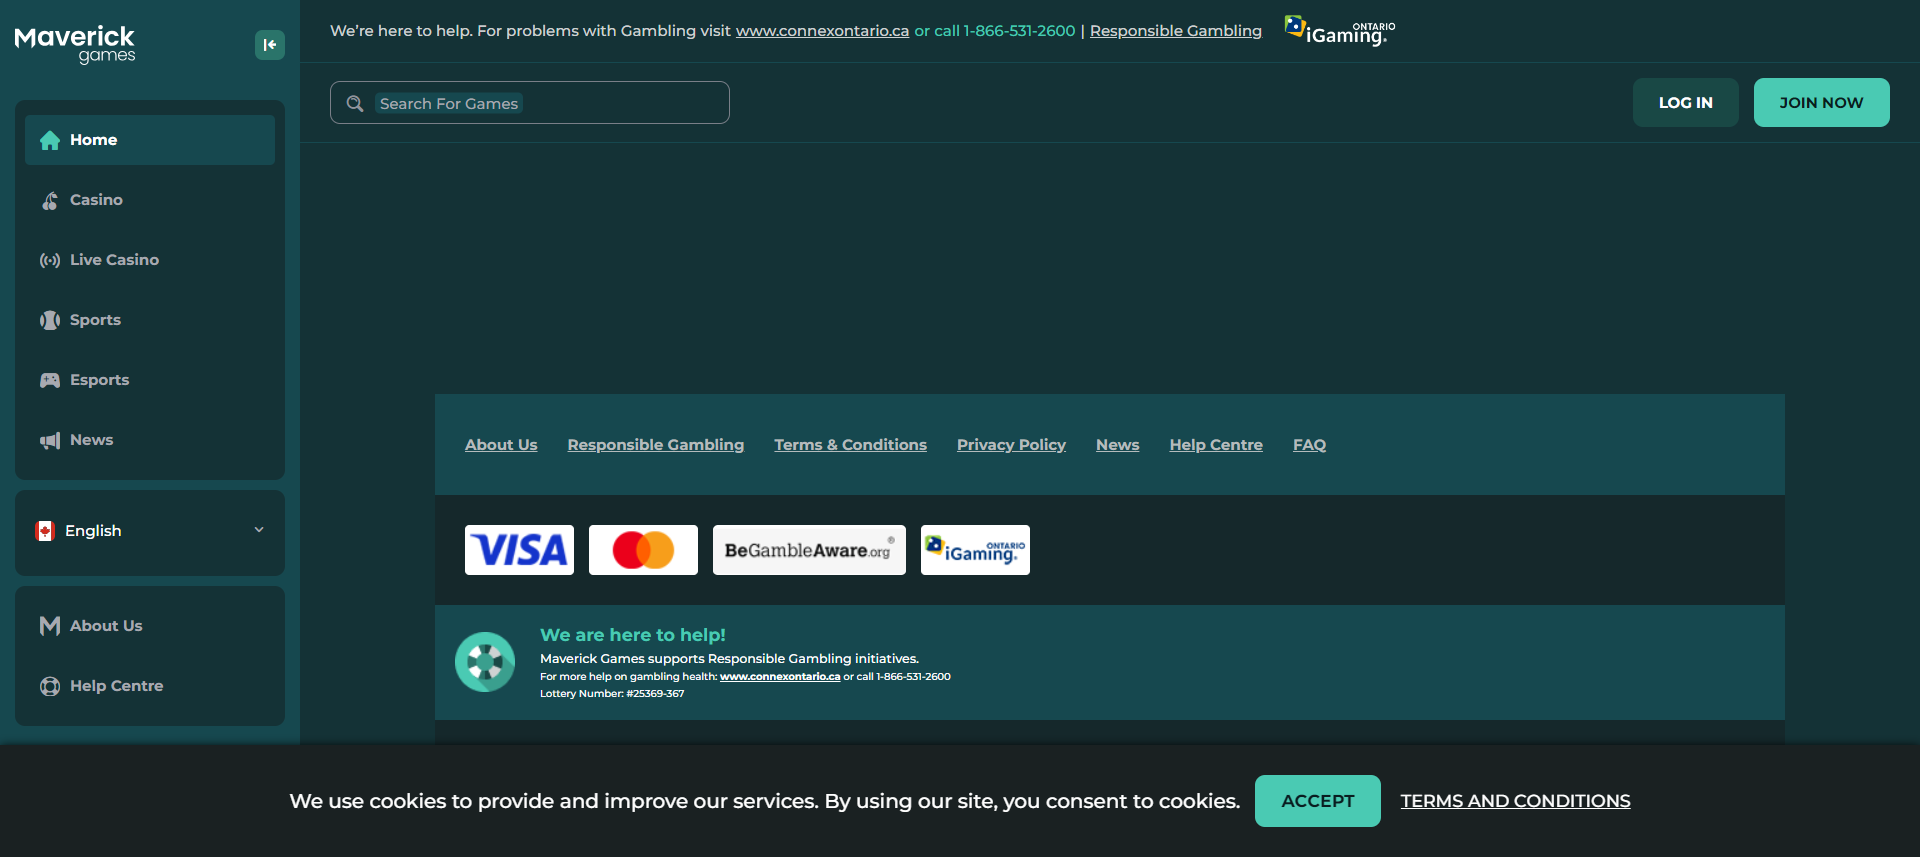 Maverick
games
We're here to help. For problems with Gambling visit www.connexontario.ca or call 1-866-531-2600 | Responsible Gambling
iGaming ONTARIO
Search For Games
LOG IN
JOIN NOW
Home
Casino
Live Casino
Sports
Esports
News
English
About Us
Help Centre
About Us Responsible Gambling Terms & Conditions Privacy Policy News Help Centre FAQ
VISA
BeGambleAware.org®
iGaming ONTARIO
We are here to help!
Maverick Games supports Responsible Gambling initiatives.
For more help on gambling health: www.connexontario.ca or call 1-866-531-2600
Lottery Number: #25369-367
We use cookies to provide and improve our services. By using our site, you consent to cookies.
ACCEPT
TERMS AND CONDITIONS